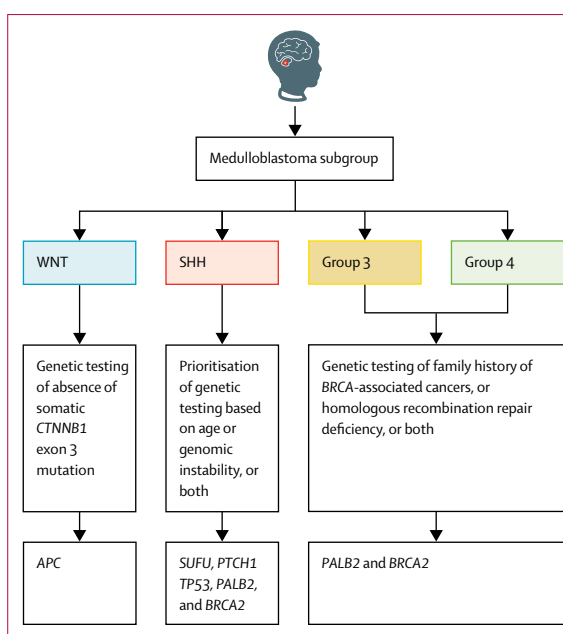 Medulloblastoma subgroup
WNT
SHH
Group 3
Group 4
Genetic testing
of absence of
somatic
CTNNB1
exon 3
mutation
Prioritisation
of genetic
testing based
on age or
genomic
instability, or
both
Genetic testing of family history of
BRCA-associated cancers, or
homologous recombination repair
deficiency, or both
APC
SUFU, PTCH1
TP53, PALB2,
and BRCA2
PALB2 and BRCA2